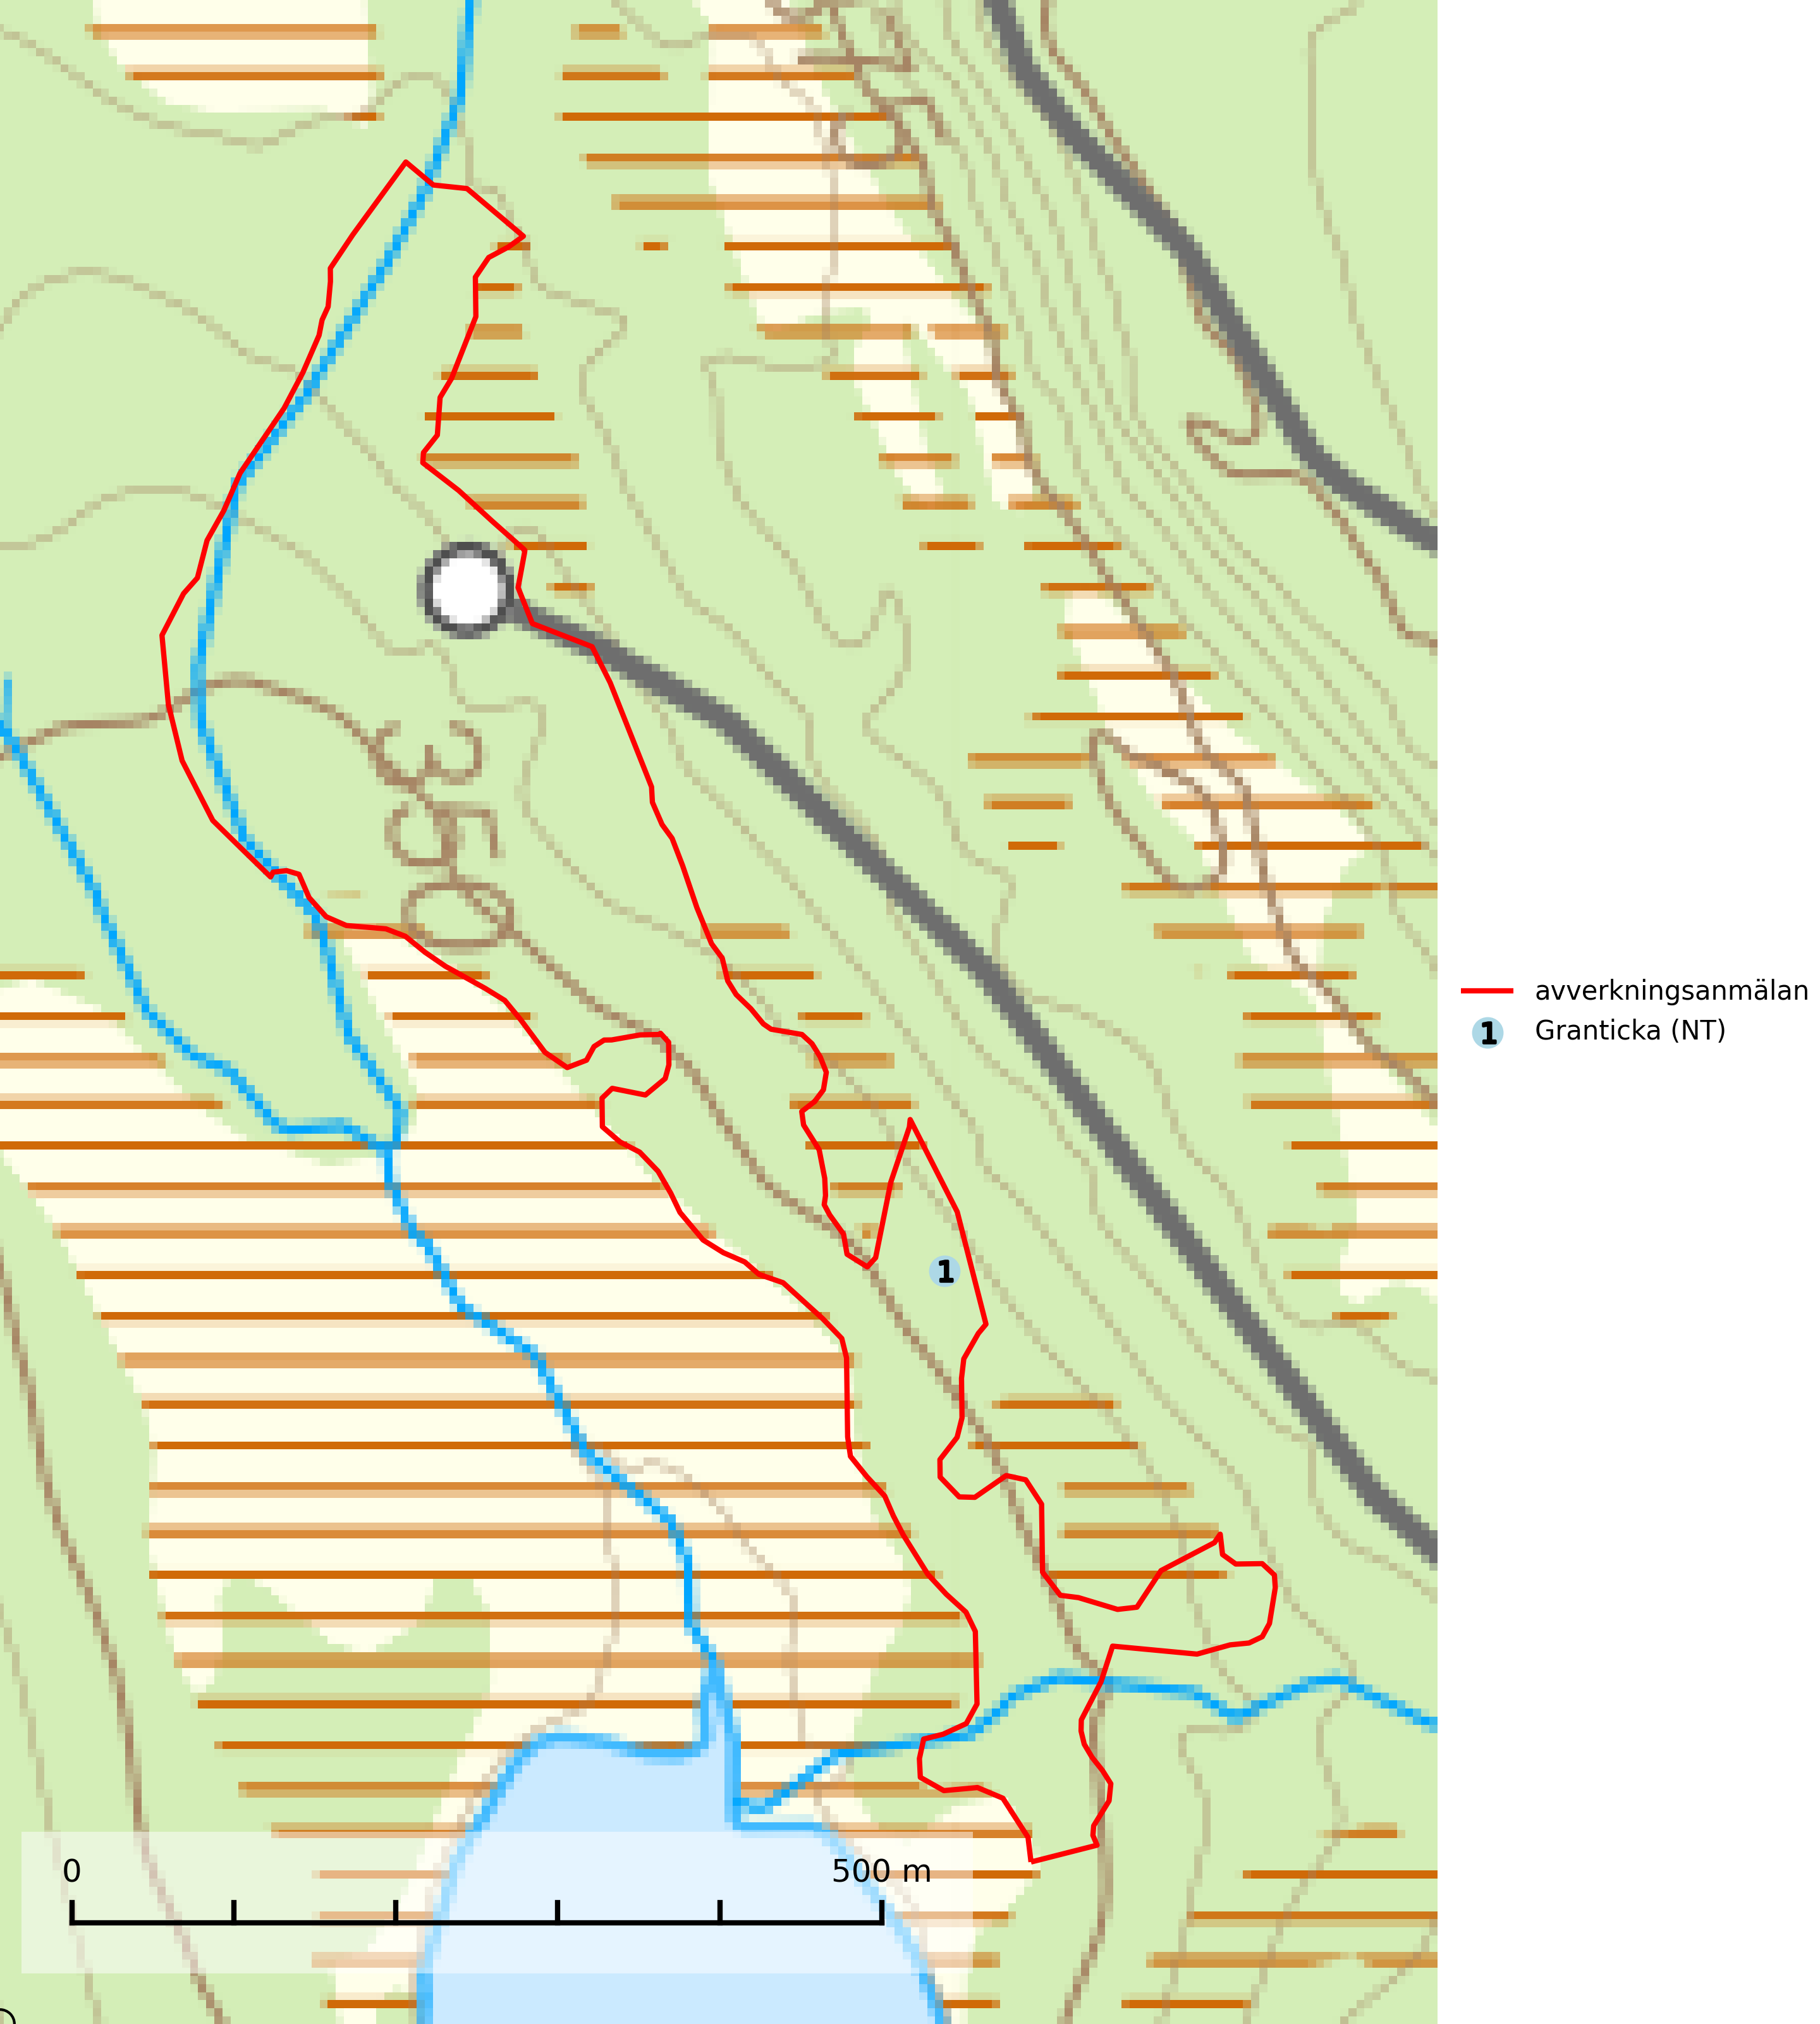 350
1
avverkningsanmälan
1 Granticka (NT)
0 500 m